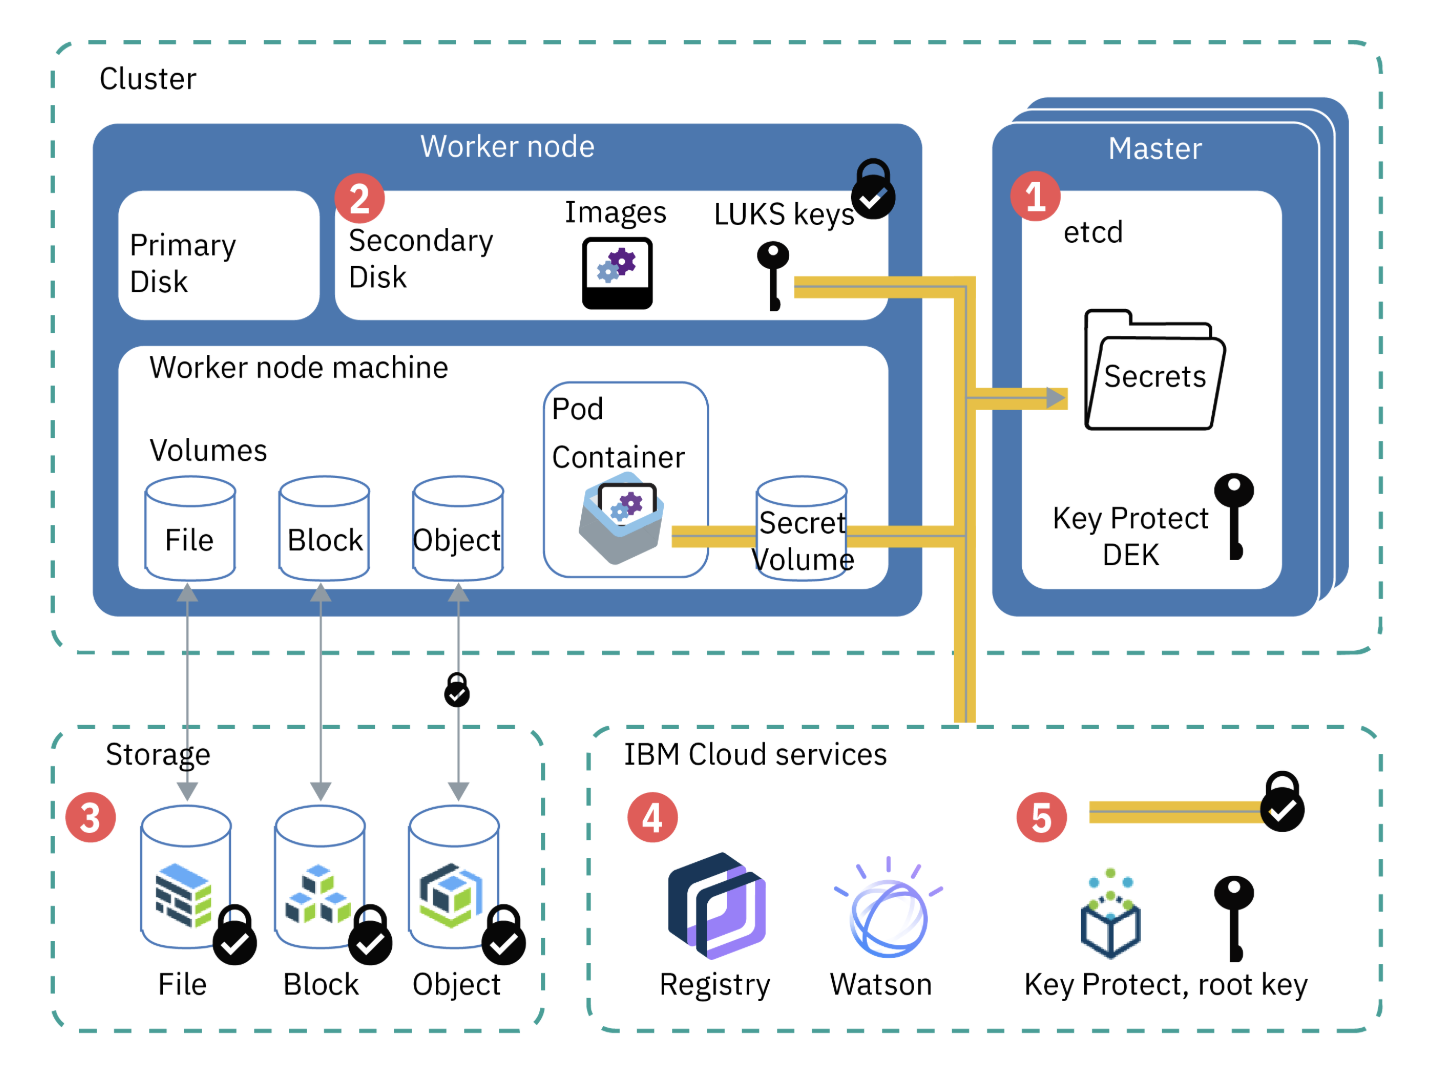 Cluster
Worker node
Master
2
1
Primary
Disk
Secondary
Disk
Images
LUKS keys
etcd
Secrets
Key Protect
DEK
Worker node machine
Volumes
File
Block
Object
Pod
Container
Secret
Volume
Storage
3
File
Block
Object
IBM Cloud services
4
5
Registry
Watson
Key Protect, root key